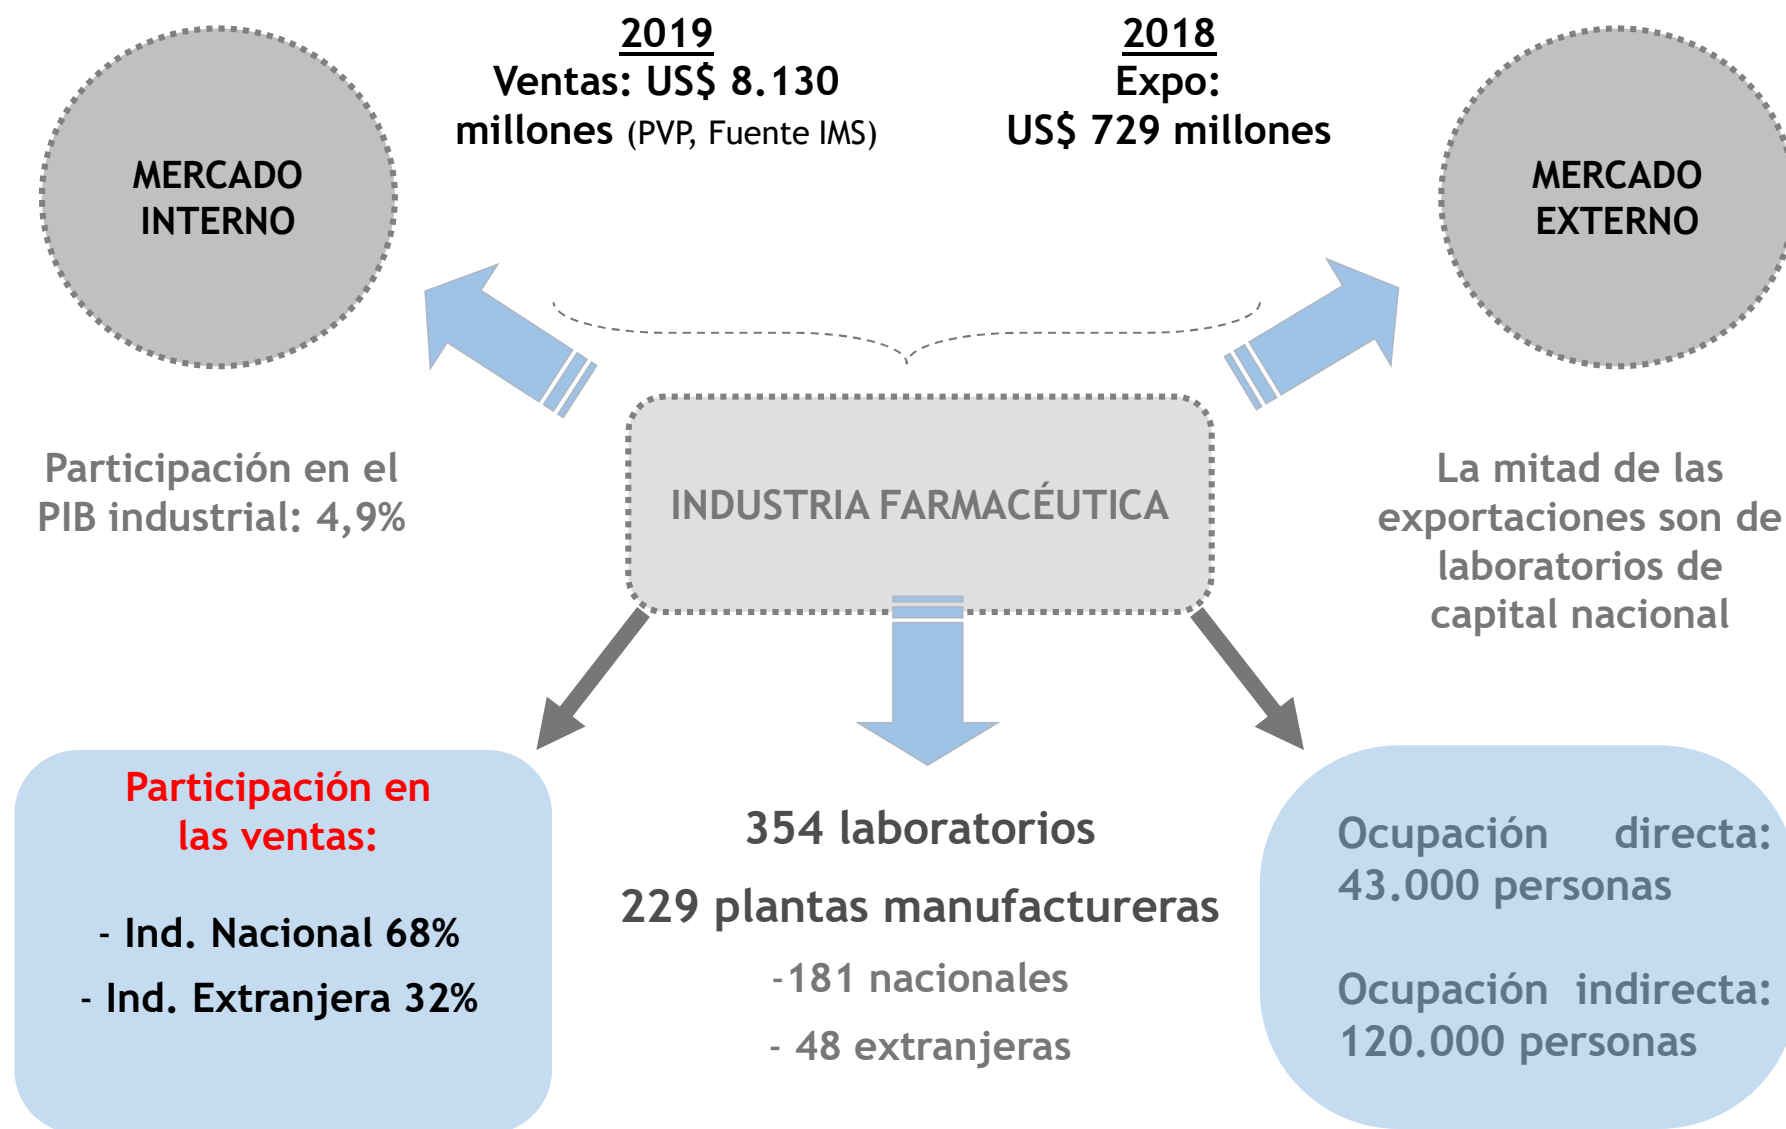 2019
Ventas: US$ 8.130
millones (PVP, Fuente IMS)
2018
Expo:
US$ 729 millones
MERCADO
INTERNO
MERCADO
EXTERNO
Participación en el
PIB industrial: 4,9%
INDUSTRIA FARMACÉUTICA
La mitad de las
exportaciones son de
laboratorios de
capital nacional
Participación en
las ventas:
- Ind. Nacional 68%
- Ind. Extranjera 32%
354 laboratorios
229 plantas manufactureras
-181 nacionales
- 48 extranjeras
Ocupación directa:
43.000 personas
Ocupación indirecta:
120.000 personas